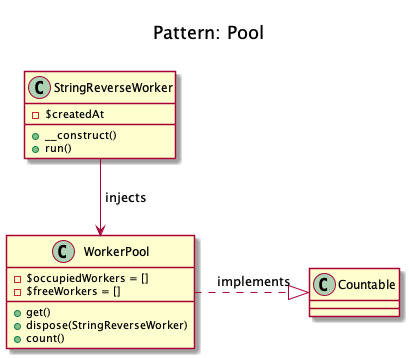 Pattern: Pool
C StringReverseWorker
$createdAt
__construct()
run()
injects
C WorkerPool
$occupiedWorkers = []
$freeWorkers = []
get()
dispose(StringReverseWorker)
count()
implements
C Countable